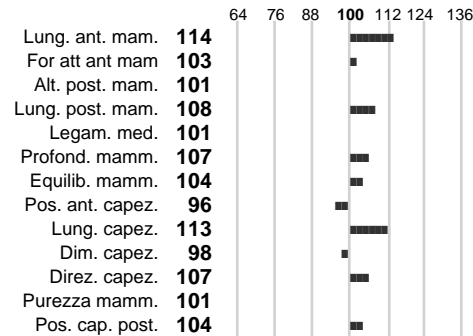 64 76 88 100 112 124 136
Lung. ant. mam. 114
For att ant mam 103
Alt. post. mam. 101
Lung. post. mam. 108
Legam. med. 101
Profond. mamm. 107
Equilib. mamm. 104
Pos. ant. capez. 96
Lung. capez. 113
Dim. capez. 98
Direz. capez. 107
Purezza mamm. 101
Pos. cap. post. 104